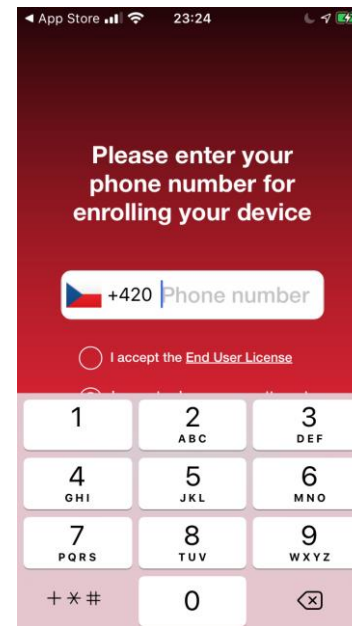 ◀ App Store 23:24
Please enter your
phone number for
enrolling your device
+420 Phone number
I accept the End User License
1
2
ABC
3
DEF
4
GHI
5
JKL
6
MNO
7
PQRS
8
TUV
9
WXYZ
+ * #
0